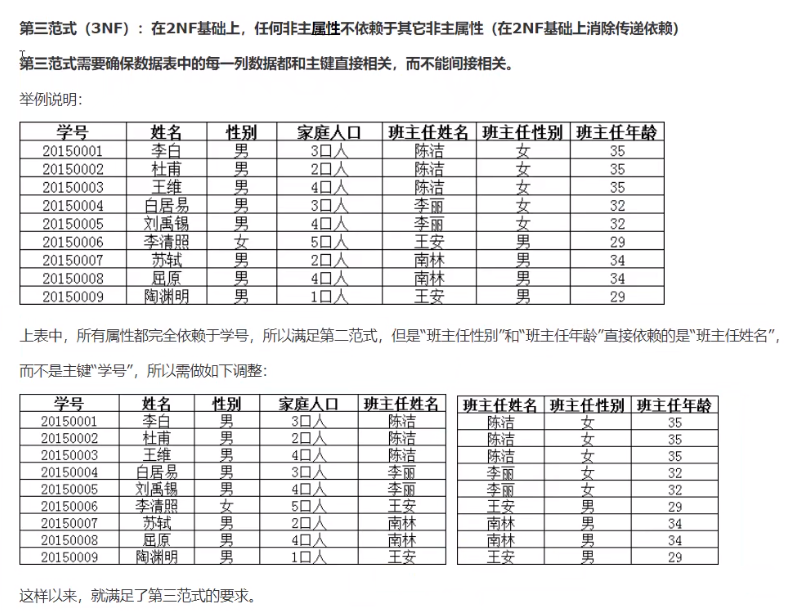 第三范式（3NF）：在2NF基础上，任何非主属性不依赖于其它非主属性（在2NF基础上消除传递依赖）
第三范式需要确保数据表中的每一列数据都和主键直接相关，而不能间接相关。
举例说明：
学号 姓名 性别 家庭人口 班主任姓名 班主任性别 班主任年龄
20150001 李白 男 3口人 陈洁 女 35
20150002 杜甫 男 2口人 陈洁 女 35
20150003 王维 男 4口人 陈洁 女 35
20150004 白居易 男 3口人 李丽 女 32
20150005 刘禹锡 男 4口人 李丽 女 32
20150006 李清照 女 5口人 王安 男 29
20150007 苏轼 男 2口人 南林 男 34
20150008 屈原 男 4口人 南林 男 34
20150009 陶渊明 男 1口人 王安 男 29
上表中，所有属性都完全依赖于学号，所以满足第二范式，但是“班主任性别”和“班主任年龄”直接依赖的是“班主任姓名”，
而不是主键“学号”，所以需做如下调整：
学号 姓名 性别 家庭人口 班主任姓名
20150001 李白 男 3口人 陈洁
20150002 杜甫 男 2口人 陈洁
20150003 王维 男 4口人 陈洁
20150004 白居易 男 3口人 李丽
20150005 刘禹锡 男 4口人 李丽
20150006 李清照 女 5口人 王安
20150007 苏轼 男 2口人 南林
20150008 屈原 男 4口人 南林
20150009 陶渊明 男 1口人 王安
班主任姓名 班主任性别 班主任年龄
陈洁 女 35
陈洁 女 35
陈洁 女 35
李丽 女 32
李丽 女 32
王安 男 29
南林 男 34
南林 男 34
王安 男 29
这样以来，就满足了第三范式的要求。